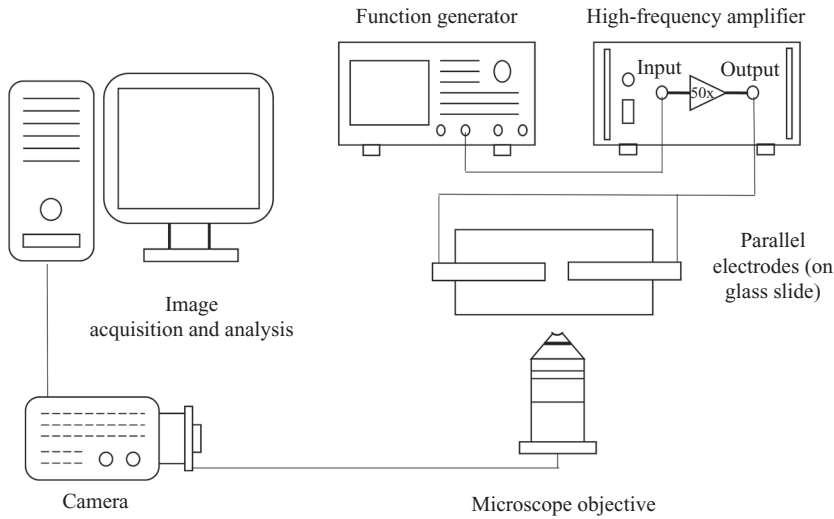 Function generator
High-frequency amplifier
Input
Output
50x
Parallel
electrodes (on
glass slide)
Image
acquisition and analysis
Camera
Microscope objective